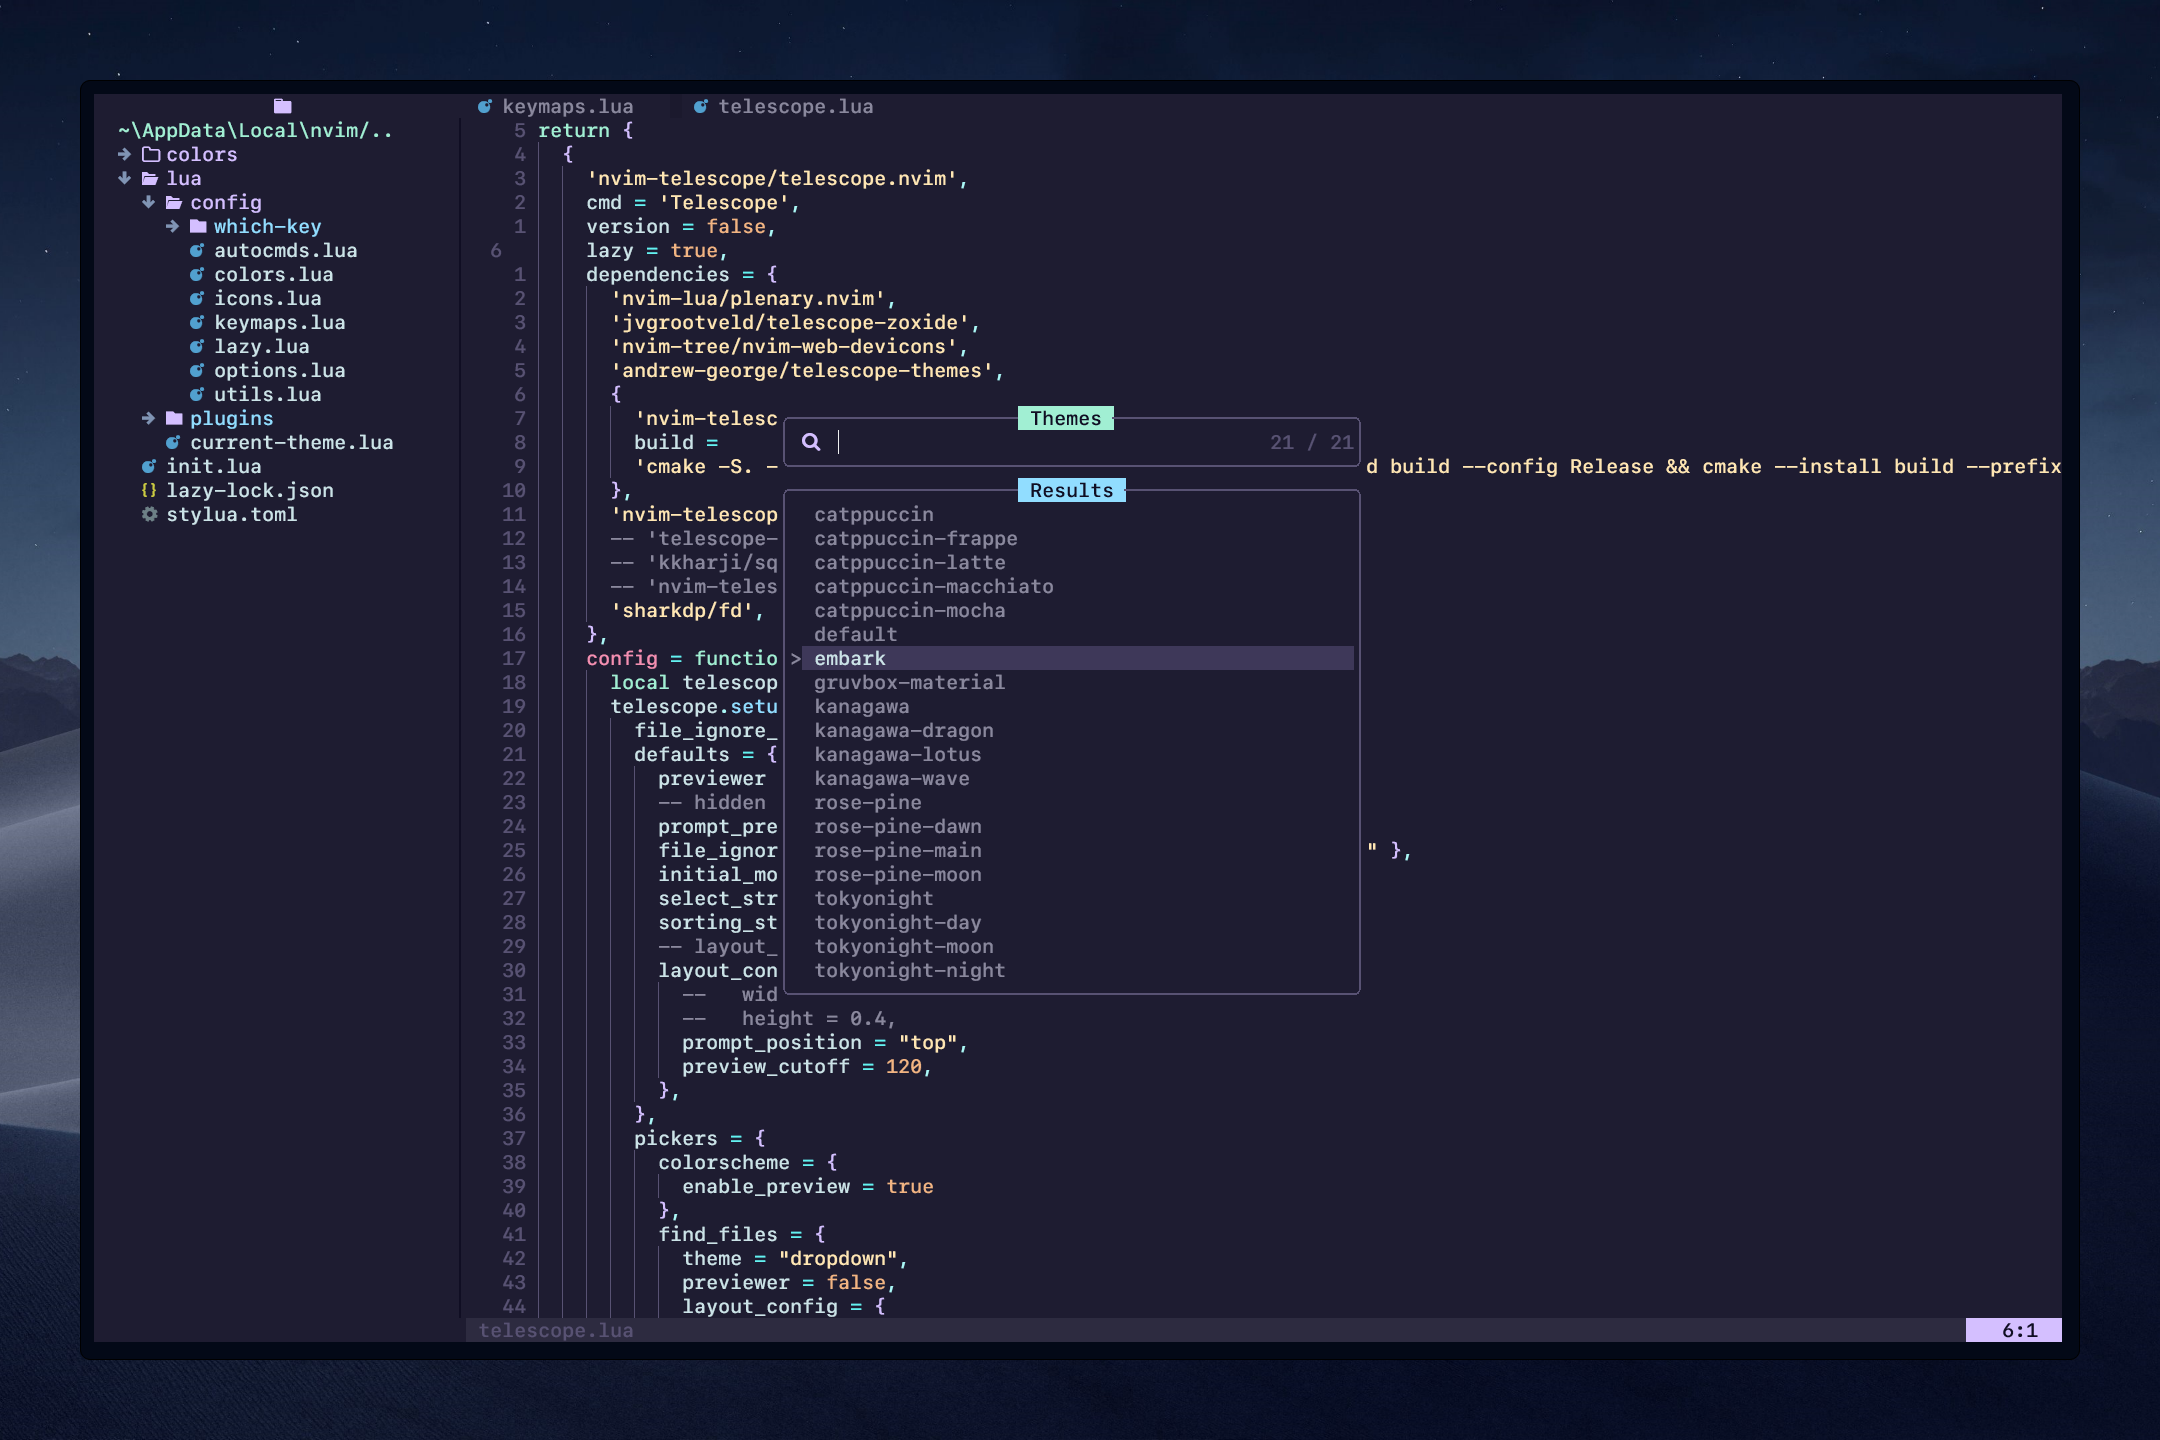 keymaps.lua telescope.lua
~\AppData\Local\nvim/..
colors
lua
config
which-key
autocmds.lua
colors.lua
icons.lua
keymaps.lua
lazy.lua
options.lua
utils.lua
plugins
current-theme.lua
init.lua
{} lazy-lock.json
stylua.toml
5 return {
4 {
3 'nvim-telescope/telescope.nvim',
2 cmd = 'Telescope',
1 version = false,
6 lazy = true,
1 dependencies = {
2 'nvim-lua/plenary.nvim',
3 'jvgrootveld/telescope-zoxide',
4 'nvim-tree/nvim-web-devicons',
5 'andrew-george/telescope-themes',
6 {
7 'nvim-telesc
8 build =
9 'cmake -S. - d build --config Release && cmake --install build --prefix
10 },
11 'nvim-telescop
12 -- 'telescope-
13 -- 'kkharji/sq
14 -- 'nvim-teles
15 'sharkdp/fd',
16 },
17 config = functio
18 local telescop
19 telescope.setu
20 file_ignore_
21 defaults = {
22 previewer
23 -- hidden
24 prompt_pre
25 file_ignor " },
26 initial_mo
27 select_str
28 sorting_st
29 -- layout_
30 layout_con
31 -- wid
32 -- height = 0.4,
33 prompt_position = "top",
34 preview_cutoff = 120,
35 },
36 },
37 pickers = {
38 colorscheme = {
39 enable_preview = true
40 },
41 find_files = {
42 theme = "dropdown",
43 previewer = false,
44 layout_config = {
Themes
21 / 21
Results
catppuccin
catppuccin-frappe
catppuccin-latte
catppuccin-macchiato
catppuccin-mocha
default
> embark
gruvbox-material
kanagawa
kanagawa-dragon
kanagawa-lotus
kanagawa-wave
rose-pine
rose-pine-dawn
rose-pine-main
rose-pine-moon
tokyonight
tokyonight-day
tokyonight-moon
tokyonight-night
telescope.lua 6:1